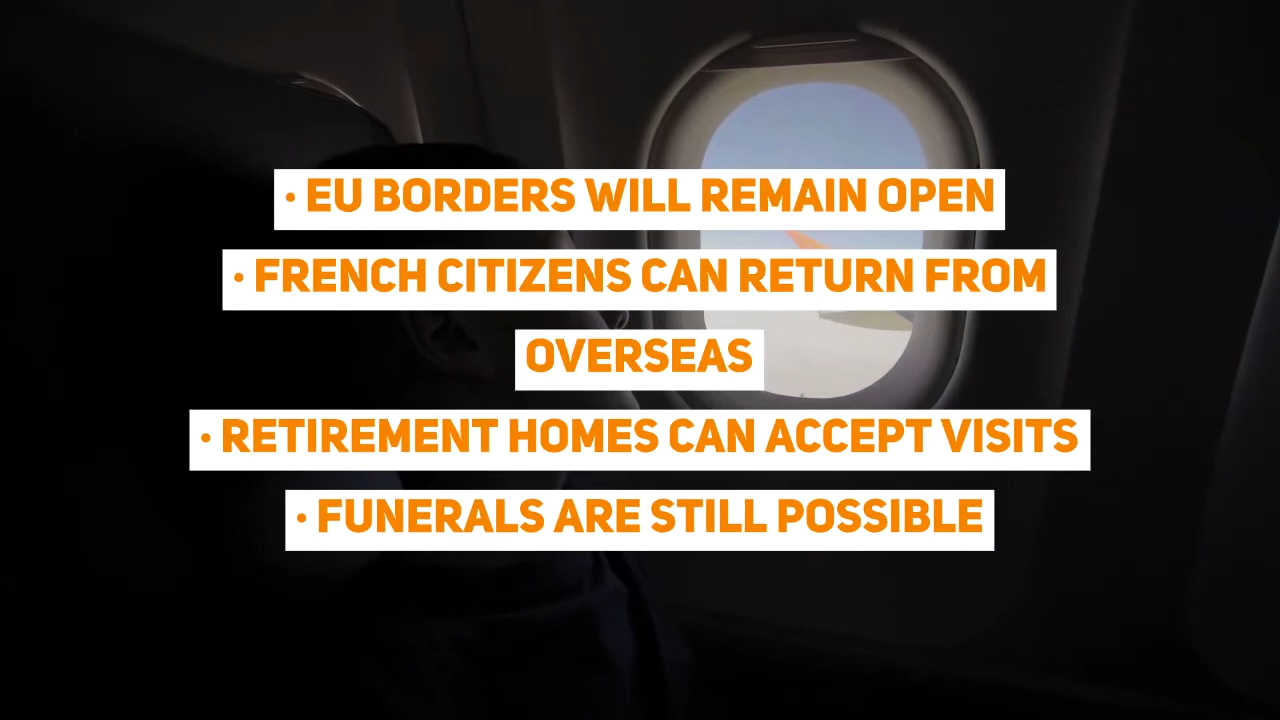 • EU BORDERS WILL REMAIN OPEN
• FRENCH CITIZENS CAN RETURN FROM
OVERSEAS
• RETIREMENT HOMES CAN ACCEPT VISITS
• FUNERALS ARE STILL POSSIBLE